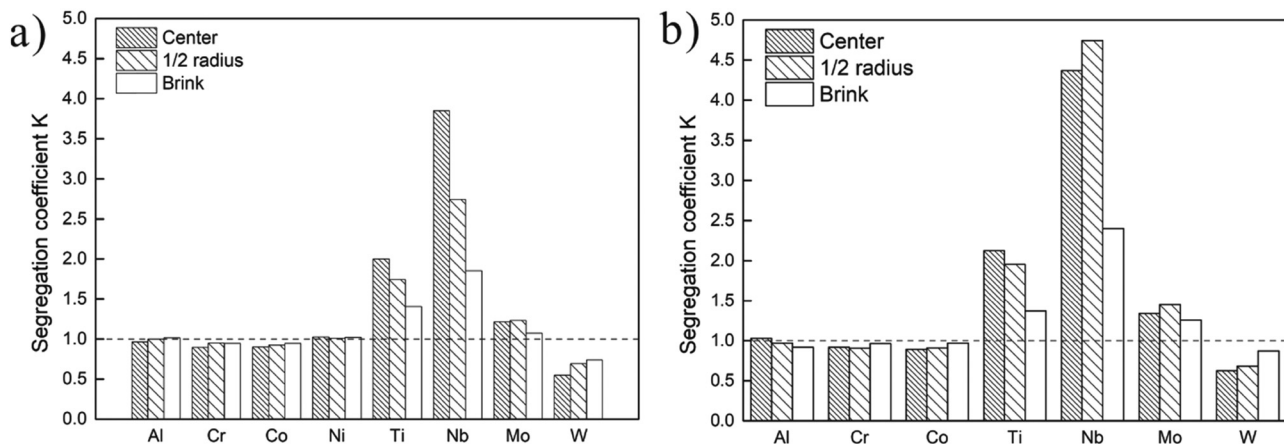 a)
Segregation coefficient K
5.0
4.5
4.0
3.5
3.0
2.5
2.0
1.5
1.0
0.5
0.0
Center
1/2 radius
Brink
Al Cr Co Ni Ti Nb Mo W
b)
Segregation coefficient K
5.0
4.5
4.0
3.5
3.0
2.5
2.0
1.5
1.0
0.5
0.0
Center
1/2 radius
Brink
Al Cr Co Ti Nb Mo W